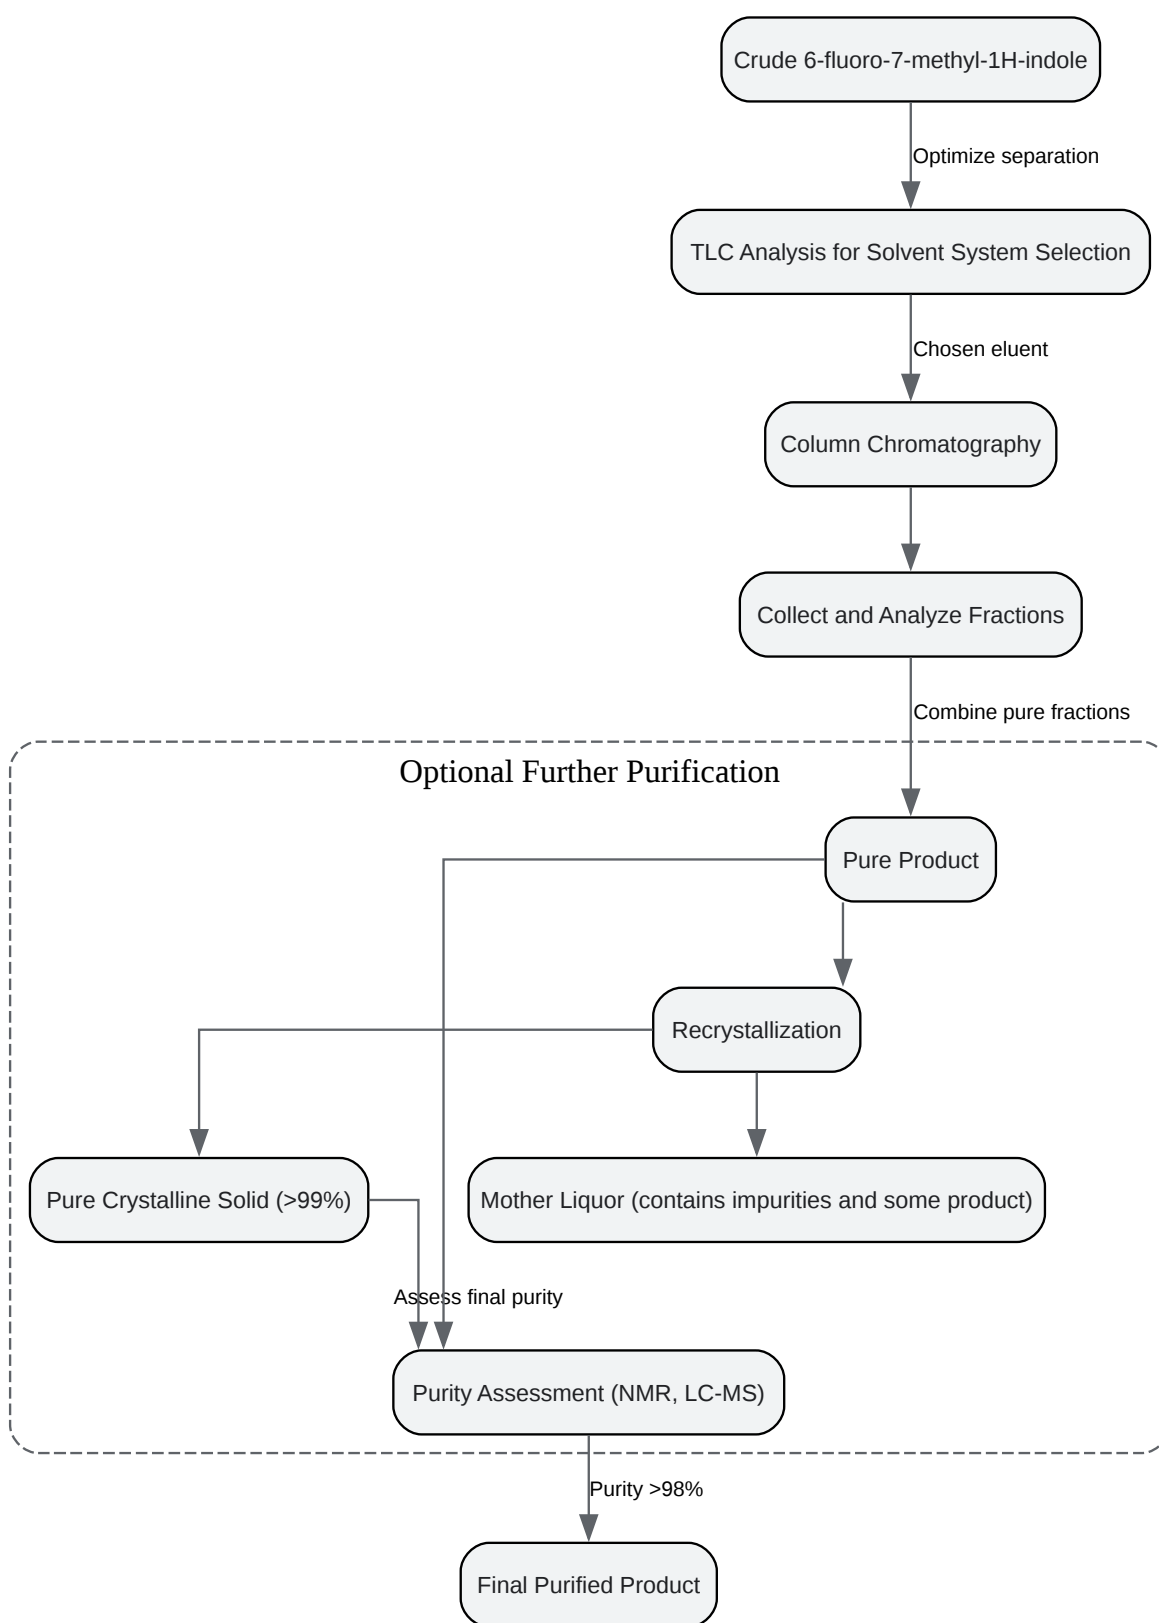 Crude 6-fluoro-7-methyl-1H-indole
Optimize separation
TLC Analysis for Solvent System Selection
Chosen eluent
Column Chromatography
Collect and Analyze Fractions
Combine pure fractions
Optional Further Purification
Pure Product
Recrystallization
Pure Crystalline Solid (>99%)
Mother Liquor (contains impurities and some product)
Assess final purity
Purity Assessment (NMR, LC-MS)
Purity >98%
Final Purified Product